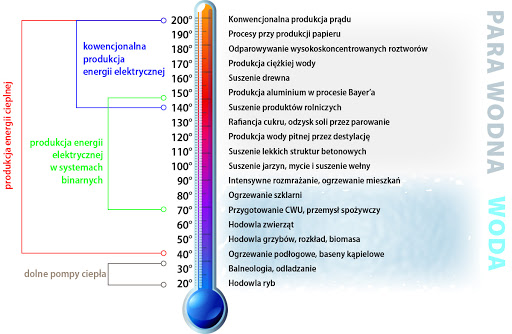 produkcja energii cieplnej
kowencjonalna
produkcja
energii elektrycznej
produkcja energii
elektrycznej
w systemach
binarnych
dolne pompy ciepła
200° Konwencjonalna produkcja prądu
190° Procesy przy produkcji papieru
180° Odparowywanie wysokoskoncentrowanych roztworów
170° Produkcja ciężkiej wody
160° Suszenie drewna
150° Produkcja aluminium w procesie Bayer'a
140° Suszenie produktów rolniczych
130° Rafiancja cukru, odzysk soli przez parowanie
120° Produkcja wody pitnej przez destylację
110° Suszenie lekkich struktur betonowych
100° Suszenie jarzyn, mycie i suszenie wełny
90° Intensywne rozmrażanie, ogrzewanie mieszkań
80° Ogrzewanie szklarni
70° Przygotowanie CWU, przemysł spożywczy
60° Hodowla zwierząt
50° Hodowla grzybów, rozkład, biomasa
40° Ogrzewanie podłogowe, baseny kąpielowe
30° Balneologia, odladzanie
20° Hodowla ryb
PARA WODNA
WODA